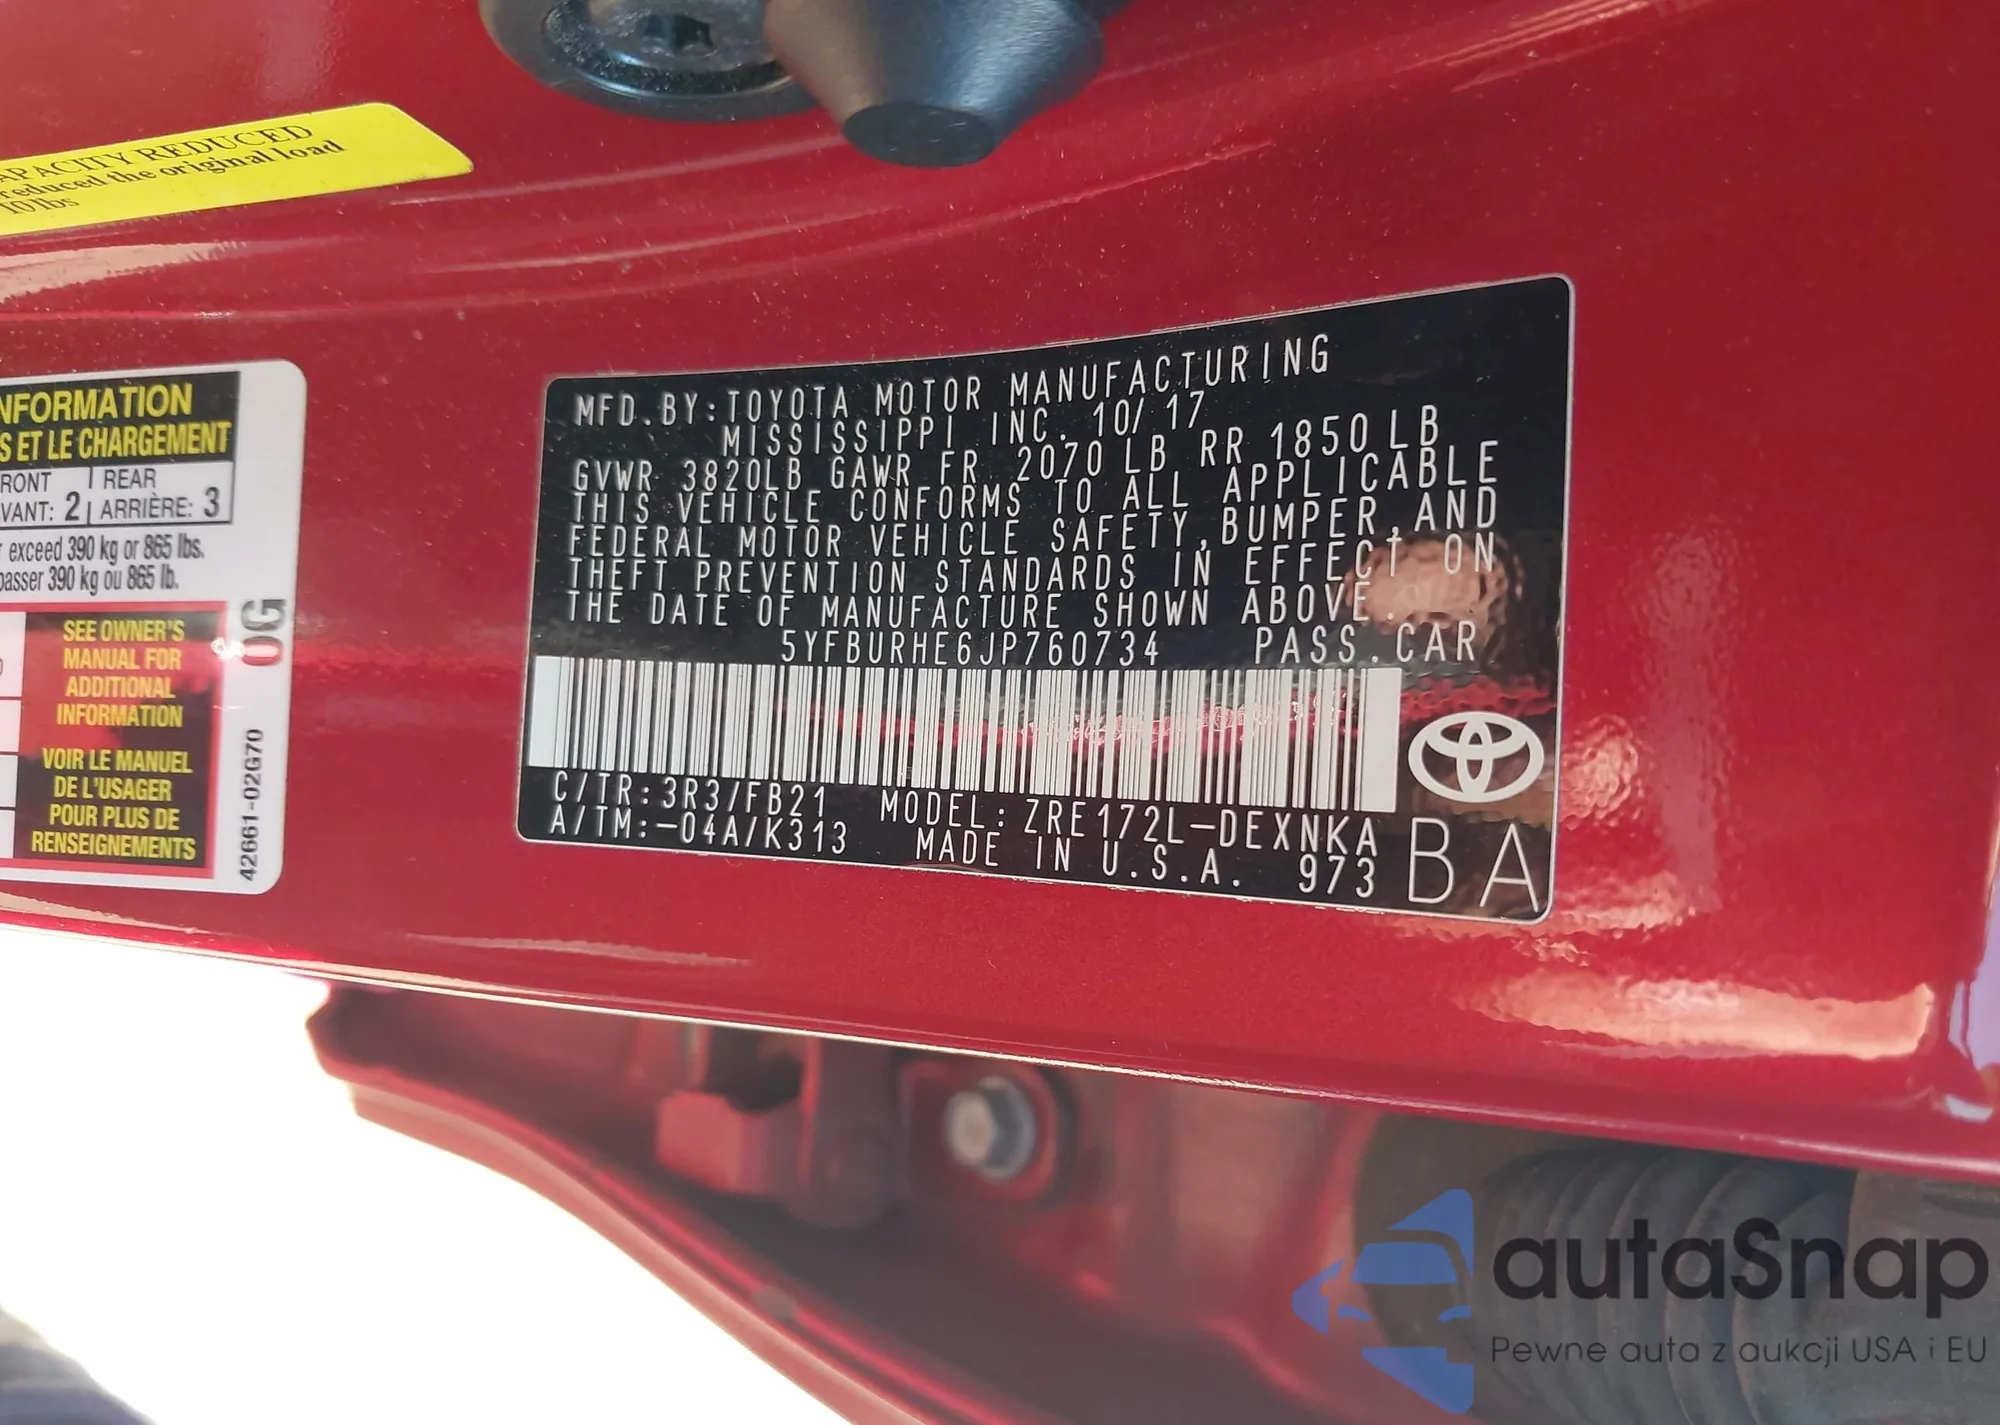 APACITY REDUCED
reduced the original load
10 lbs
NFORMATION
S ET LE CHARGEMENT
RONT REAR
VANT: 2 ARRIÈRE: 3
exceed 390 kg or 865 lbs.
passer 390 kg ou 865 lb.
SEE OWNER'S
MANUAL FOR
ADDITIONAL
INFORMATION
VOIR LE MANUEL
DE L'USAGER
POUR PLUS DE
RENSEIGNEMENTS
0G
42661-02G70
MFD.BY:TOYOTA MOTOR MANUFACTURING
MISSISSIPPI INC. 10/ 17
GVWR 3820LB GAWR FR 2070 LB RR 1850 LB
THIS VEHICLE CONFORMS TO ALL APPLICABLE
FEDERAL MOTOR VEHICLE SAFETY,BUMPER,AND
THEFT PREVENTION STANDARDS IN EFFECT ON
THE DATE OF MANUFACTURE SHOWN ABOVE.
5YFBURHE6JP760734 PASS.CAR
C/TR:3R3/FB21 MODEL:ZRE172L-DEXNKA
A/TM:-04A/K313 MADE IN U.S.A. 973
BA
autaSnap
Pewne auta z aukcji USA i EU